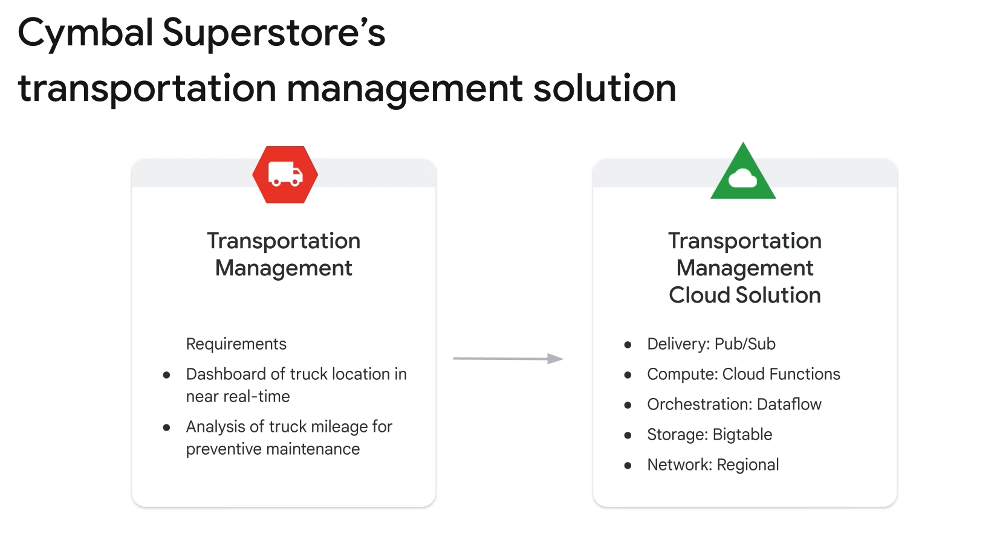 Cymbal Superstore’s
transportation management solution
Transportation
Management
Requirements
● Dashboard of truck location in
near real-time
● Analysis of truck mileage for
preventive maintenance
Transportation
Management
Cloud Solution
● Delivery: Pub/Sub
● Compute: Cloud Functions
● Orchestration: Dataflow
● Storage: Bigtable
● Network: Regional